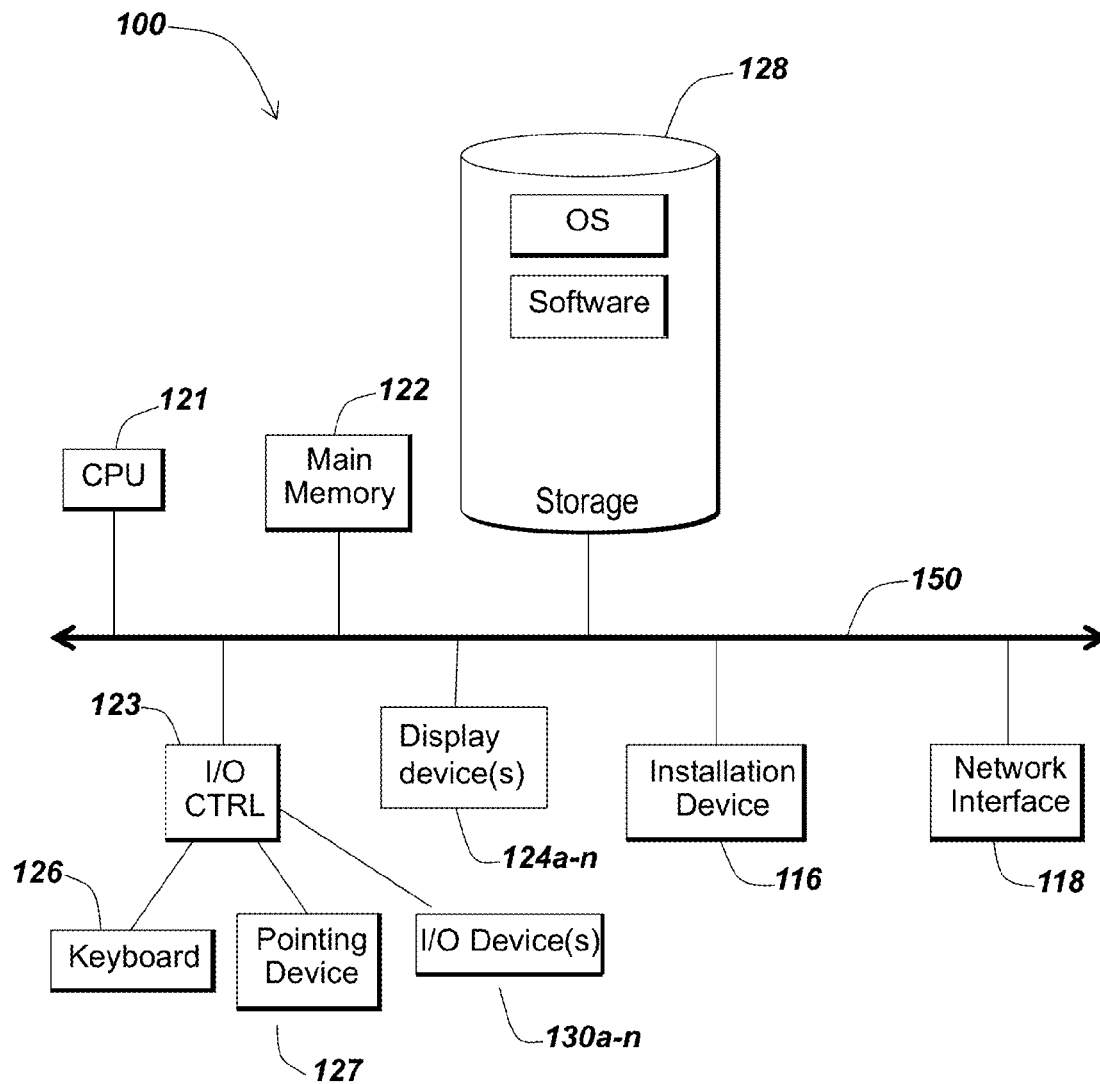 100
128
OS
Software
Storage
121
CPU
122
Main
Memory
150
123
I/O
CTRL
Display
device(s)
124a-n
Installation
Device
116
Network
Interface
118
126
Keyboard
Pointing
Device
127
I/O Device(s)
130a-n